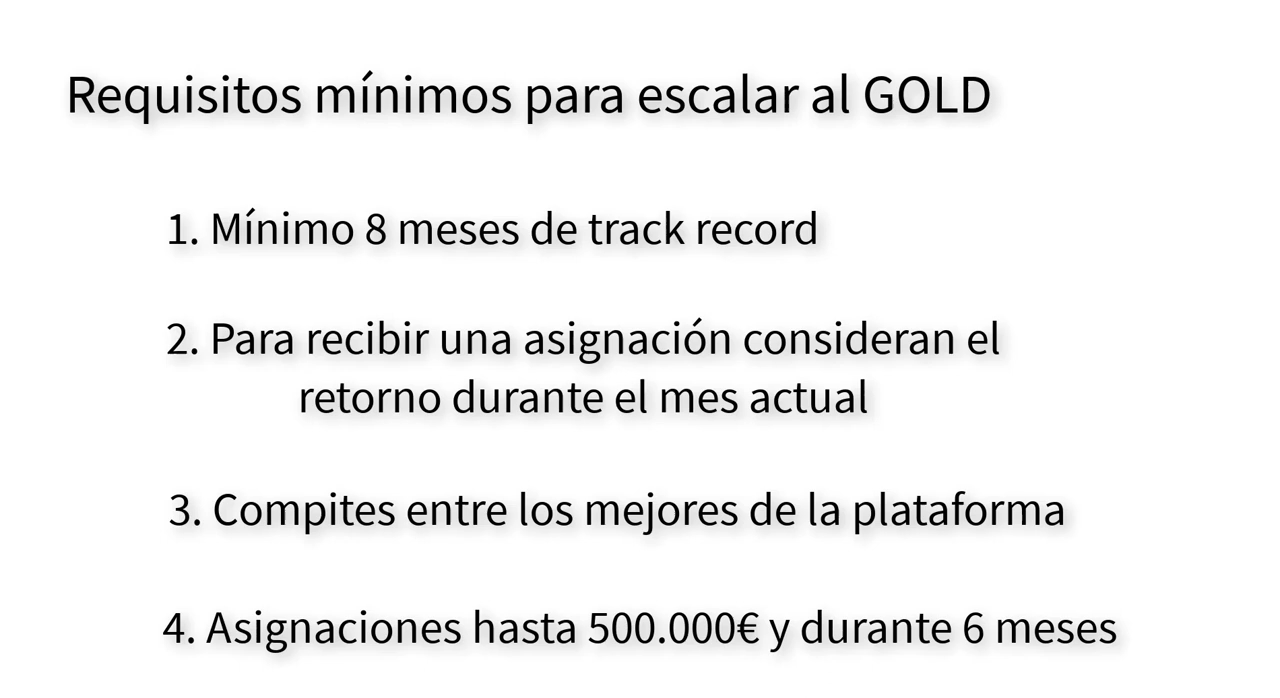 Requisitos mínimos para escalar al GOLD
1. Mínimo 8 meses de track record
2. Para recibir una asignación consideran el
retorno durante el mes actual
3. Compites entre los mejores de la plataforma
4. Asignaciones hasta 500.000€ y durante 6 meses